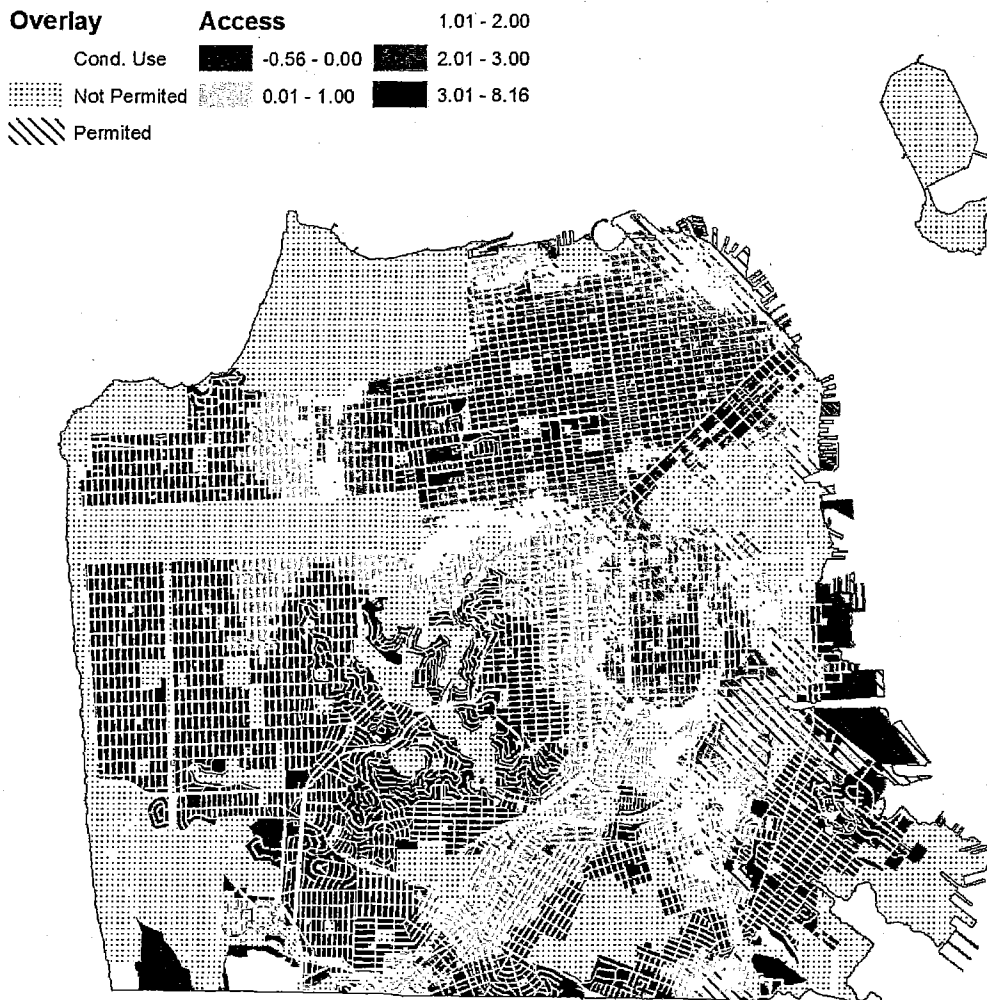 Overlay
Cond. Use
Not Permited
Permited
Access
-0.56 - 0.00
0.01 - 1.00
1.01 - 2.00
2.01 - 3.00
3.01 - 8.16